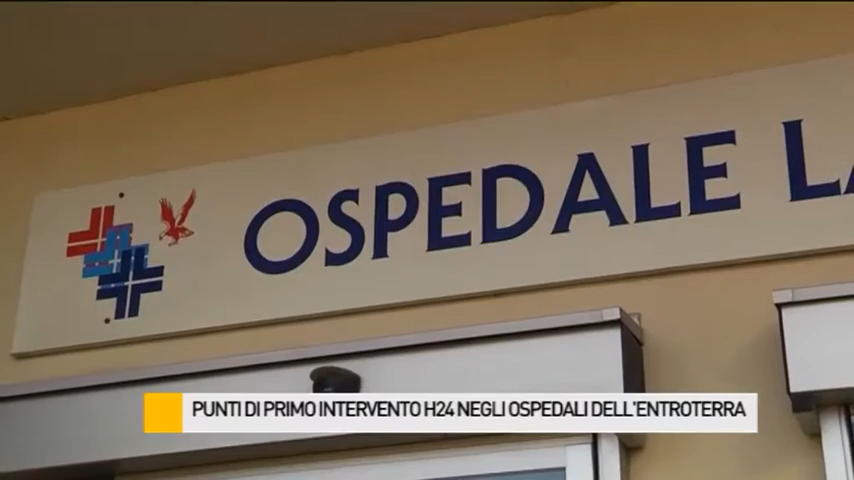 OSPEDALE
PUNTI DI PRIMO INTERVENTO H24 NEGLI OSPEDALI DELL'ENTROTERRA